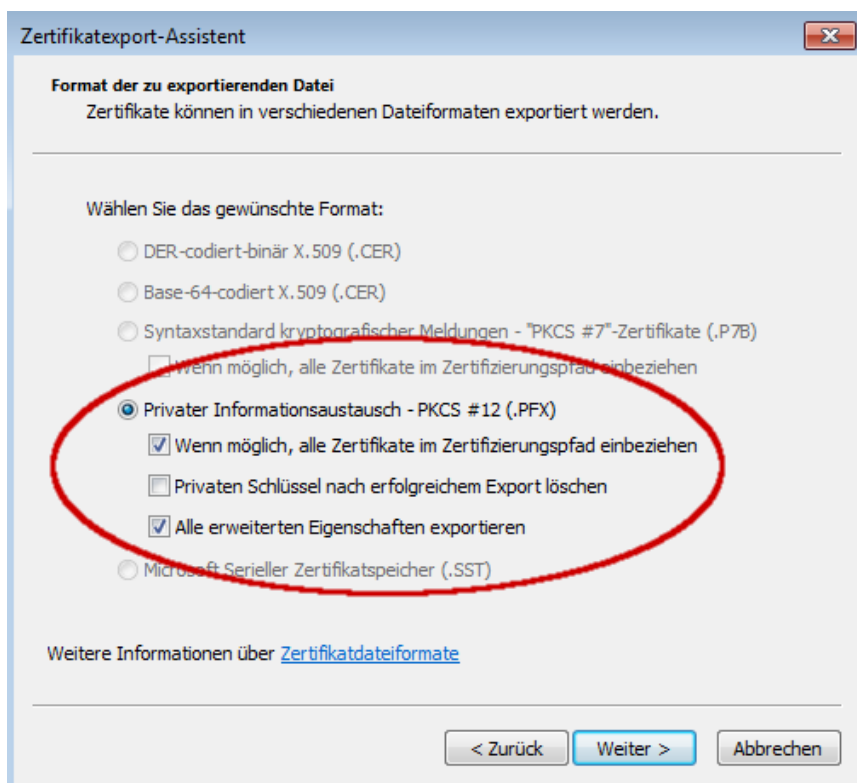 Zertifikatexport-Assistent
Format der zu exportierenden Datei
Zertifikate können in verschiedenen Dateiformaten exportiert werden.
Wählen Sie das gewünschte Format:
DER-codiert-binär X.509 (.CER)
Base-64-codiert X.509 (.CER)
Syntaxstandard kryptografischer Meldungen - "PKCS #7"-Zertifikate (.P7B)
Wenn möglich, alle Zertifikate im Zertifizierungspfad einbeziehen
Privater Informationsaustausch - PKCS #12 (.PFX)
Wenn möglich, alle Zertifikate im Zertifizierungspfad einbeziehen
Privaten Schlüssel nach erfolgreichem Export löschen
Alle erweiterten Eigenschaften exportieren
Microsoft Serieller Zertifikatspeicher (.SST)
Weitere Informationen über Zertifikatdateiformate
< Zurück Weiter > Abbrechen